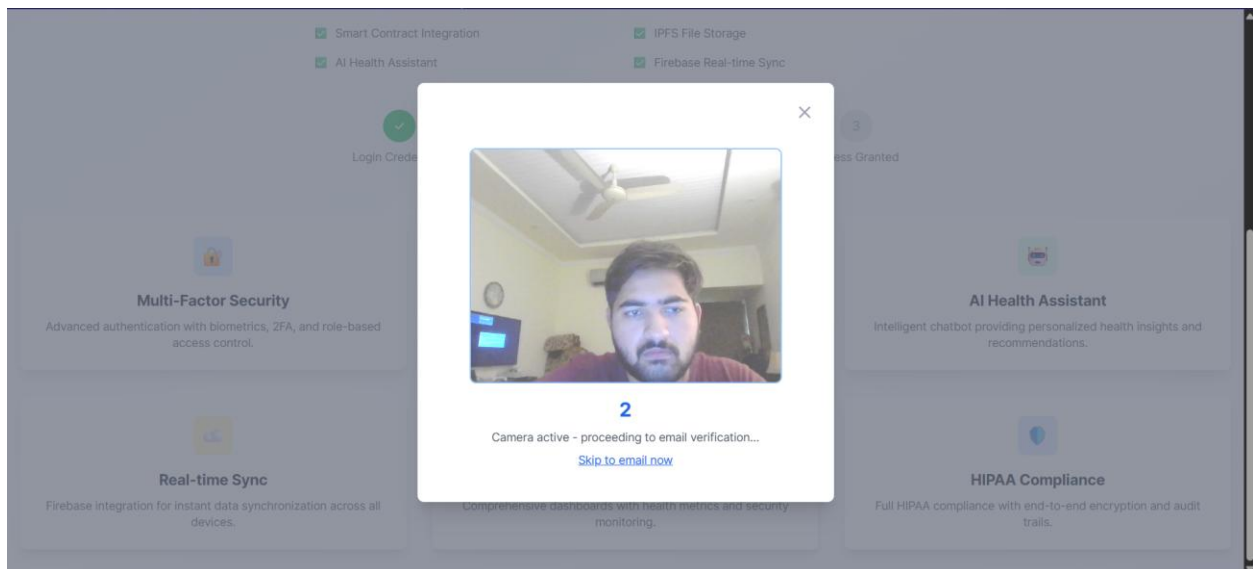 Smart Contract Integration
IPFS File Storage
AI Health Assistant
Firebase Real-time Sync
3
Login Crede
ess Granted
Multi-Factor Security
Advanced authentication with biometrics, 2FA, and role-based
access control.
AI Health Assistant
Intelligent chatbot providing personalized health insights and
recommendations.
2
Camera active - proceeding to email verification...
Skip to email now
Real-time Sync
Firebase integration for instant data synchronization across all
devices.
Comprehensive dashboards with health metrics and security
monitoring.
HIPAA Compliance
Full HIPAA compliance with end-to-end encryption and audit
trails.